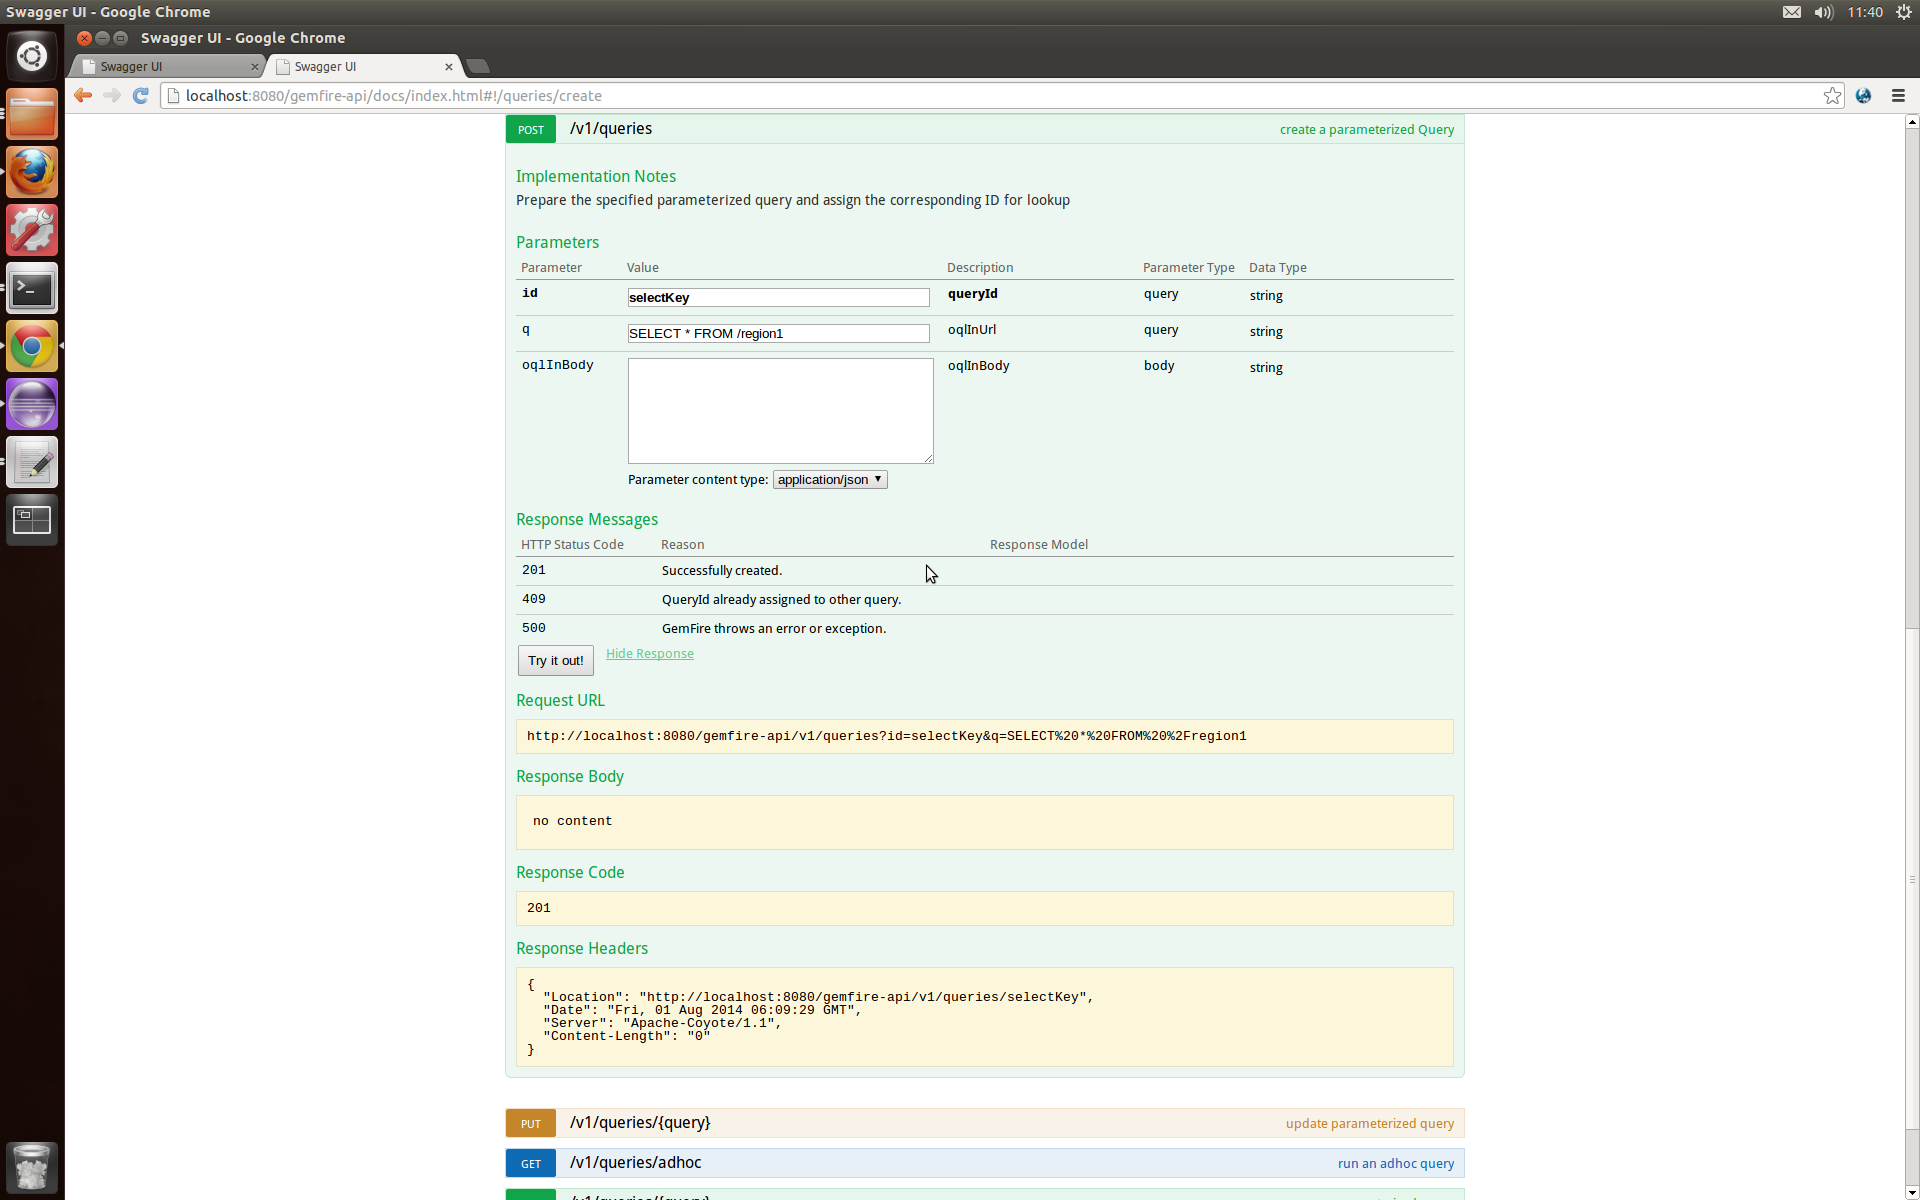 Swagger UI - Google Chrome
11:40
Swagger UI - Google Chrome
Swagger UI
Swagger UI
localhost:8080/gemfire-api/docs/index.html#!/queries/create
POST /v1/queries create a parameterized Query
Implementation Notes
Prepare the specified parameterized query and assign the corresponding ID for lookup
Parameters
Parameter Value Description Parameter Type Data Type
id selectKey queryId query string
q SELECT * FROM /region1 oqlInUrl query string
oqlInBody oqlInBody body string
Parameter content type: application/json
Response Messages
HTTP Status Code Reason Response Model
201 Successfully created.
409 QueryId already assigned to other query.
500 GemFire throws an error or exception.
Try it out! Hide Response
Request URL
http://localhost:8080/gemfire-api/v1/queries?id=selectKey&q=SELECT%20*%20FROM%20%2Fregion1
Response Body
no content
Response Code
201
Response Headers
{
"Location": "http://localhost:8080/gemfire-api/v1/queries/selectKey",
"Date": "Fri, 01 Aug 2014 06:09:29 GMT",
"Server": "Apache-Coyote/1.1",
"Content-Length": "0"
}
PUT /v1/queries/{query} update parameterized query
GET /v1/queries/adhoc run an adhoc query
/v1/queries/{query}